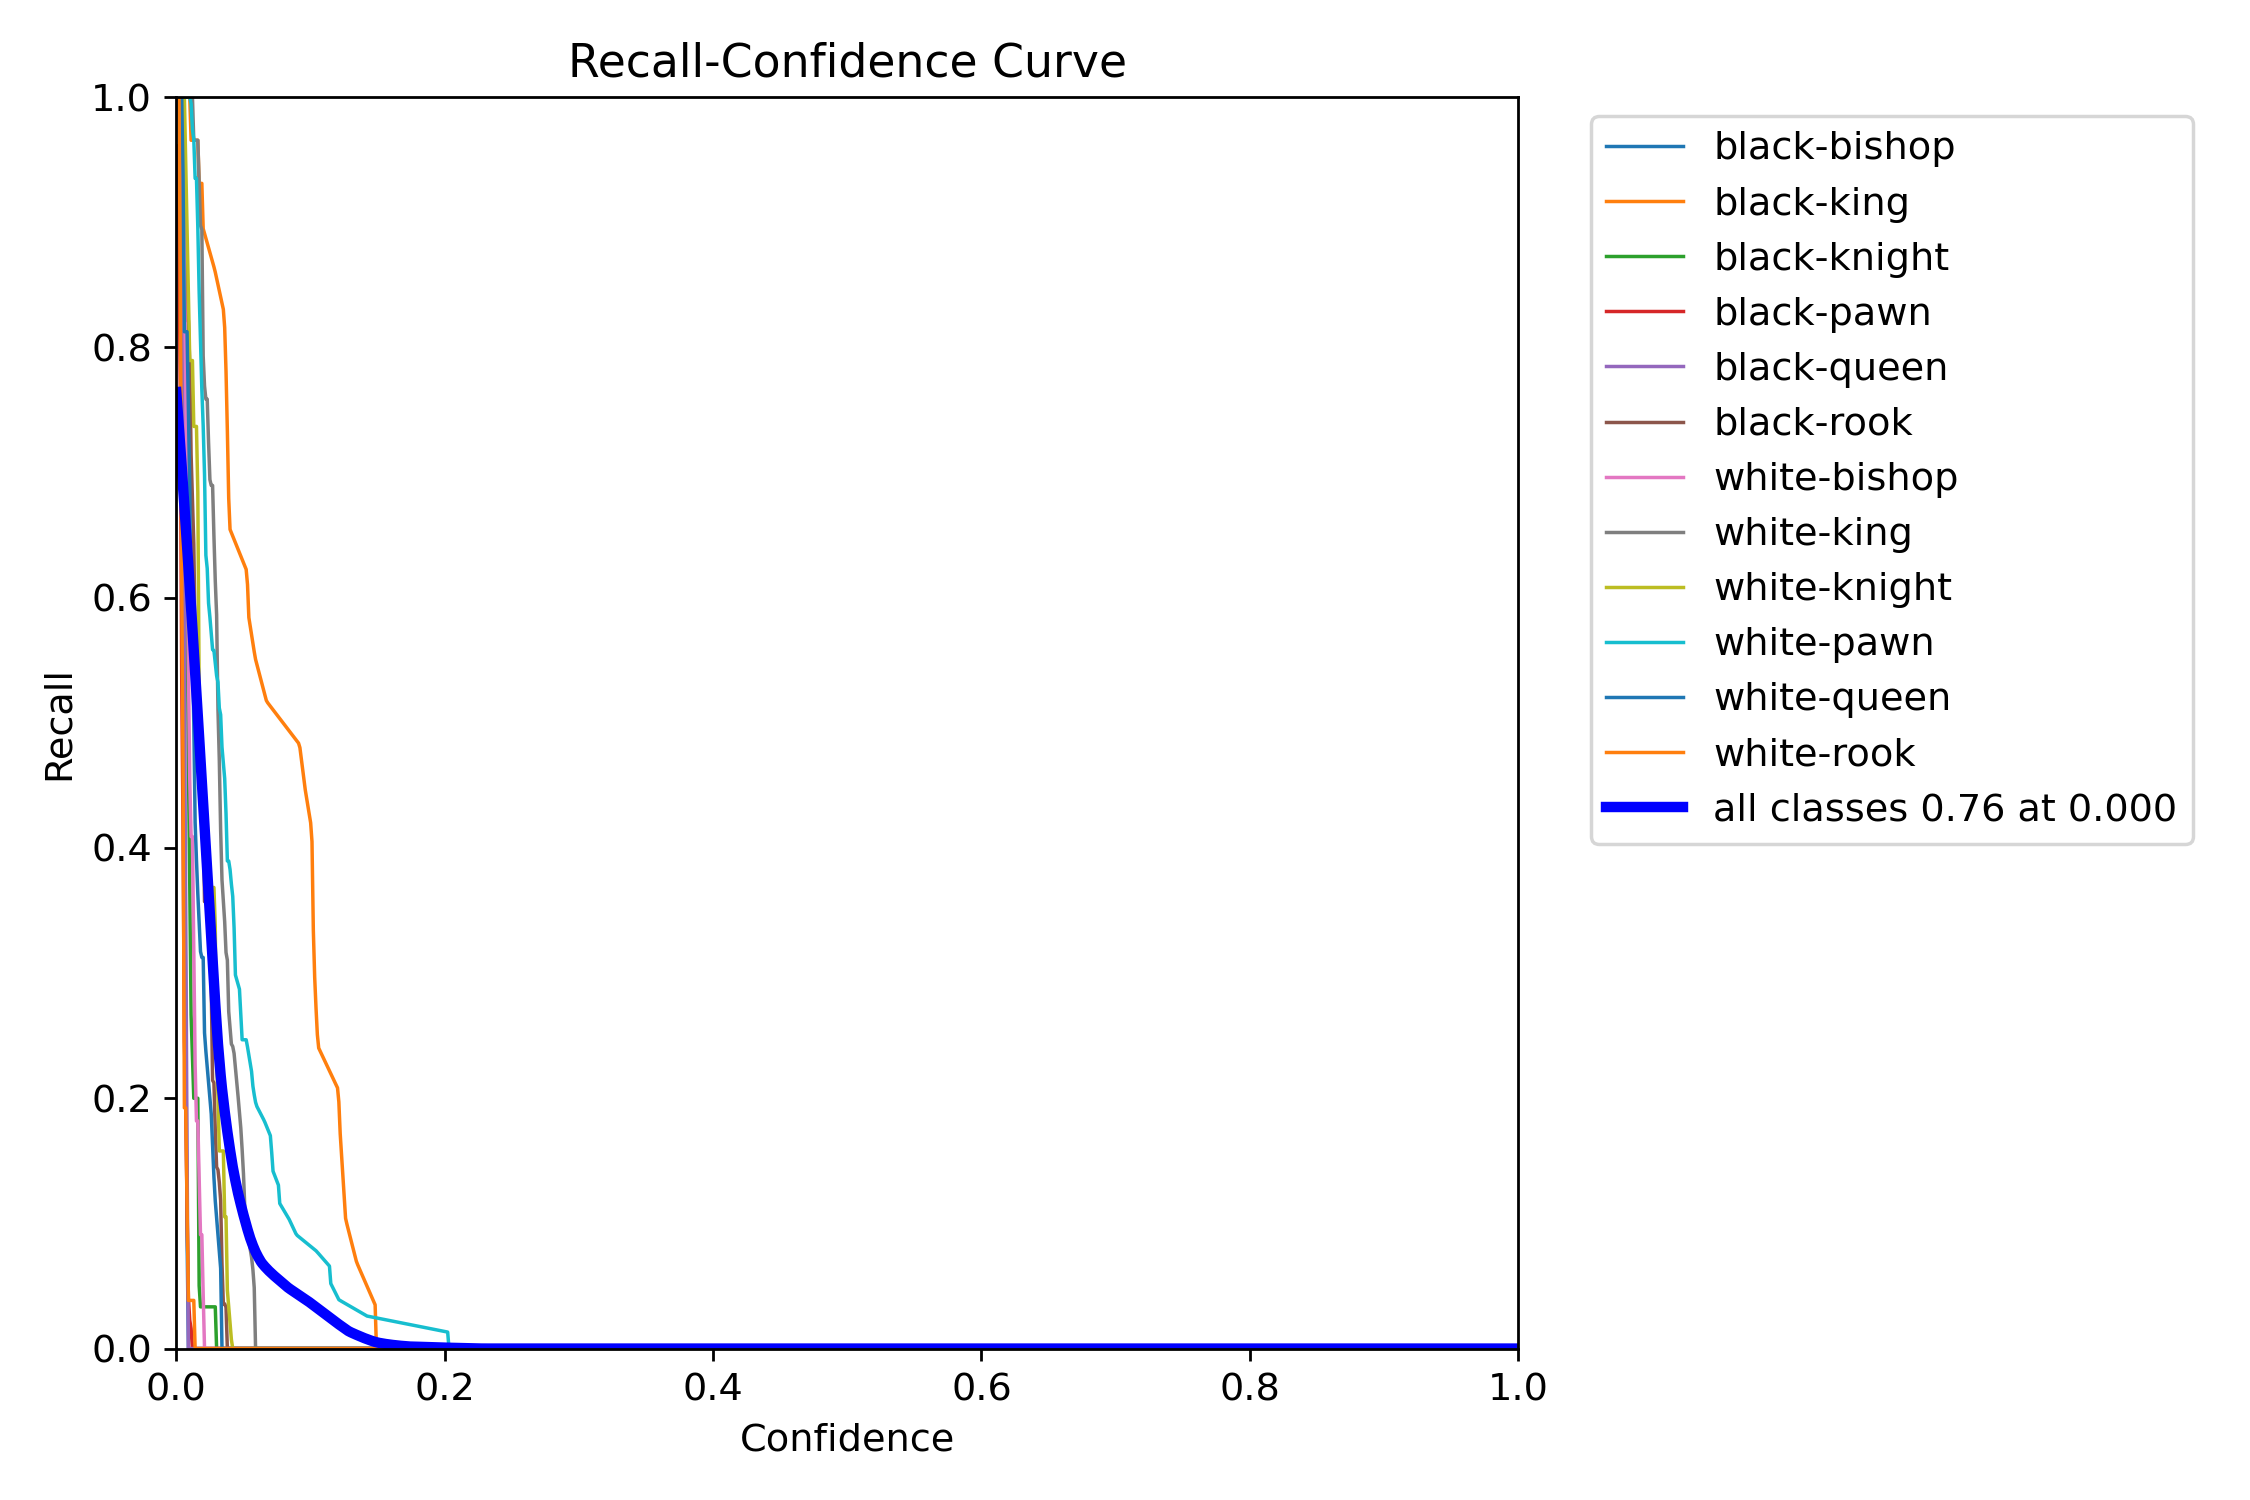 Recall-Confidence Curve
1.0
0.8
0.6
0.4
0.2
0.0
Recall
0.0 0.2 0.4 0.6 0.8 1.0
Confidence
black-bishop
black-king
black-knight
black-pawn
black-queen
black-rook
white-bishop
white-king
white-knight
white-pawn
white-queen
white-rook
all classes 0.76 at 0.000